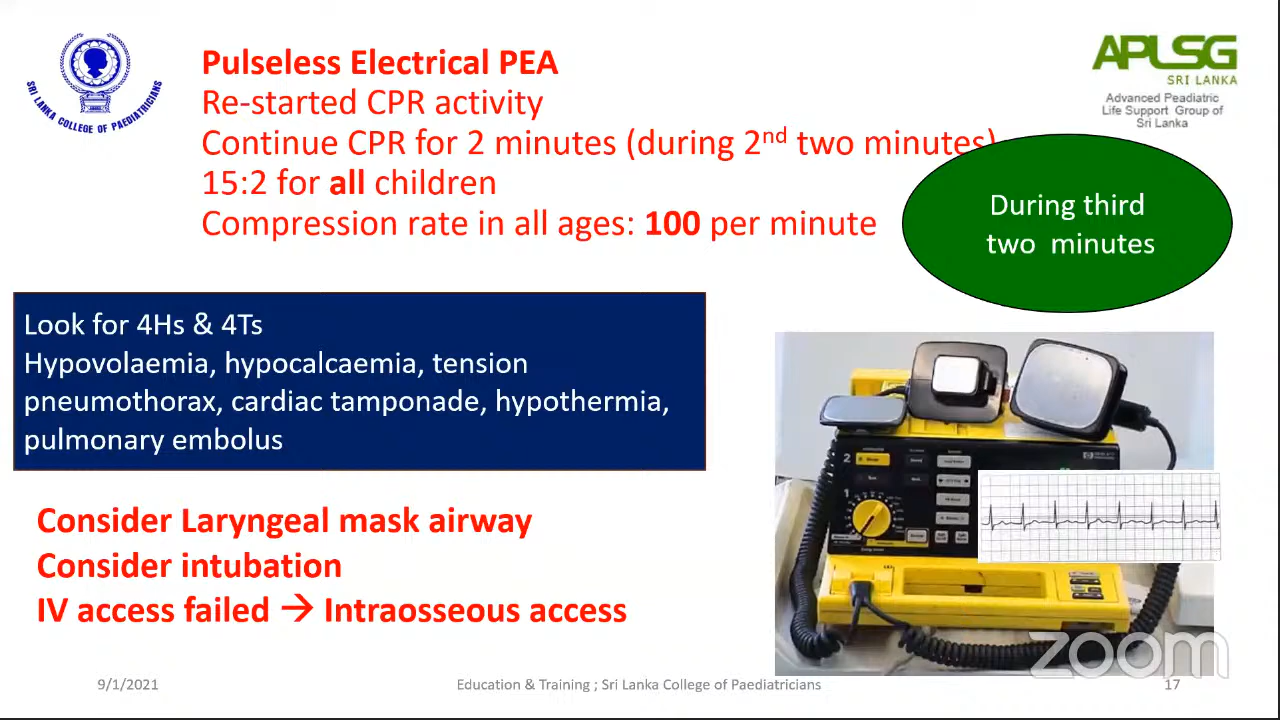 SRI LANKA COLLEGE OF PAEDIATRICIANS
APLSG
SRI LANKA
Advanced Peadiatric
Life Support Group of
Sri Lanka
Pulseless Electrical PEA
Re-started CPR activity
Continue CPR for 2 minutes (during 2nd two minutes)
15:2 for all children
Compression rate in all ages: 100 per minute
During third
two minutes
Look for 4Hs & 4Ts
Hypovolaemia, hypocalcaemia, tension
pneumothorax, cardiac tamponade, hypothermia,
pulmonary embolus
2
1
Consider Laryngeal mask airway
Consider intubation
IV access failed → Intraosseous access
zoom
9/1/2021
Education & Training ; Sri Lanka College of Paediatricians
17